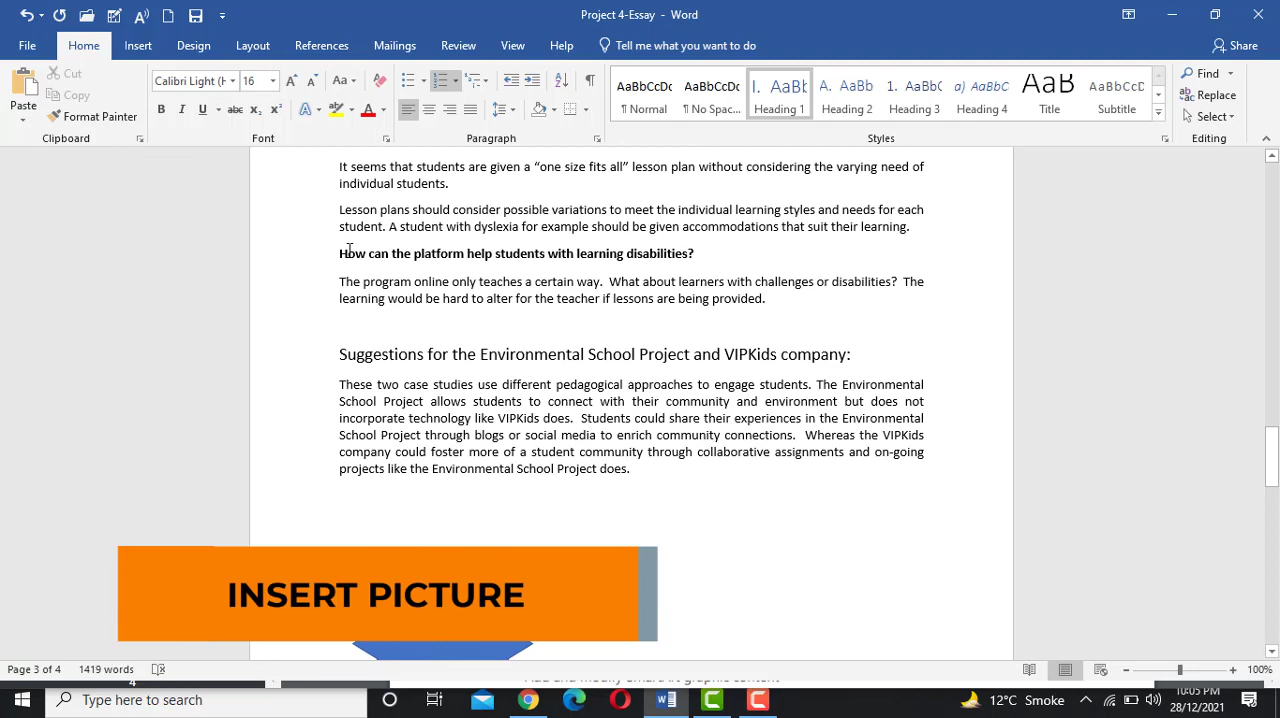 Project 4-Essay - Word
File Home Insert Design Layout References Mailings Review View Help Tell me what you want to do Share
Paste
Cut
Copy
Format Painter
Clipboard
Calibri Light (H 16
Font
Paragraph
AaBbCcDc ¶ Normal
AaBbCcDc ¶ No Spac...
I. AaBb Heading 1
A. AaBbC Heading 2
1. AaBbC Heading 3
a) AaBbC Heading 4
AaB Title
AaBbCcD Subtitle
Styles
Find
Replace
Select
Editing
It seems that students are given a “one size fits all” lesson plan without considering the varying need of
individual students.
Lesson plans should consider possible variations to meet the individual learning styles and needs for each
student. A student with dyslexia for example should be given accommodations that suit their learning.
How can the platform help students with learning disabilities?
The program online only teaches a certain way. What about learners with challenges or disabilities? The
learning would be hard to alter for the teacher if lessons are being provided.
Suggestions for the Environmental School Project and VIPKids company:
These two case studies use different pedagogical approaches to engage students. The Environmental
School Project allows students to connect with their community and environment but does not
incorporate technology like VIPKids does. Students could share their experiences in the Environmental
School Project through blogs or social media to enrich community connections. Whereas the VIPKids
company could foster more of a student community through collaborative assignments and on-going
projects like the Environmental School Project does.
INSERT PICTURE
Page 3 of 4 1419 words 100%
Type here to search
12°C Smoke
10:05 PM
28/12/2021